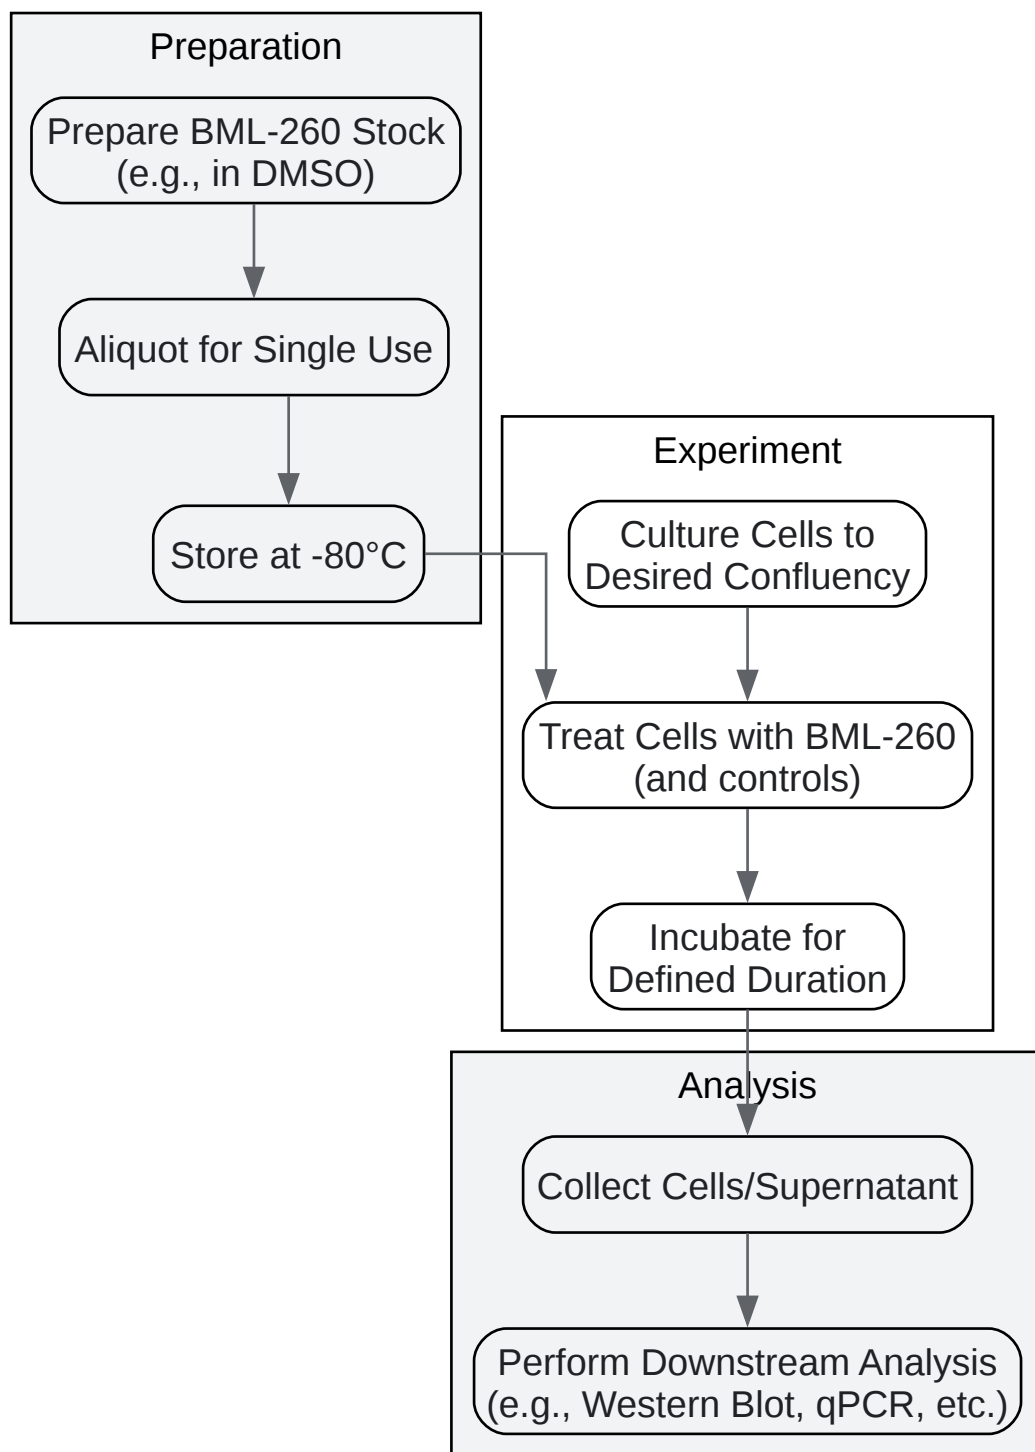 Preparation
Prepare BML-260 Stock
(e.g., in DMSO)
Aliquot for Single Use
Store at -80°C
Experiment
Culture Cells to
Desired Confluency
Treat Cells with BML-260
(and controls)
Incubate for
Defined Duration
Analysis
Collect Cells/Supernatant
Perform Downstream Analysis
(e.g., Western Blot, qPCR, etc.)